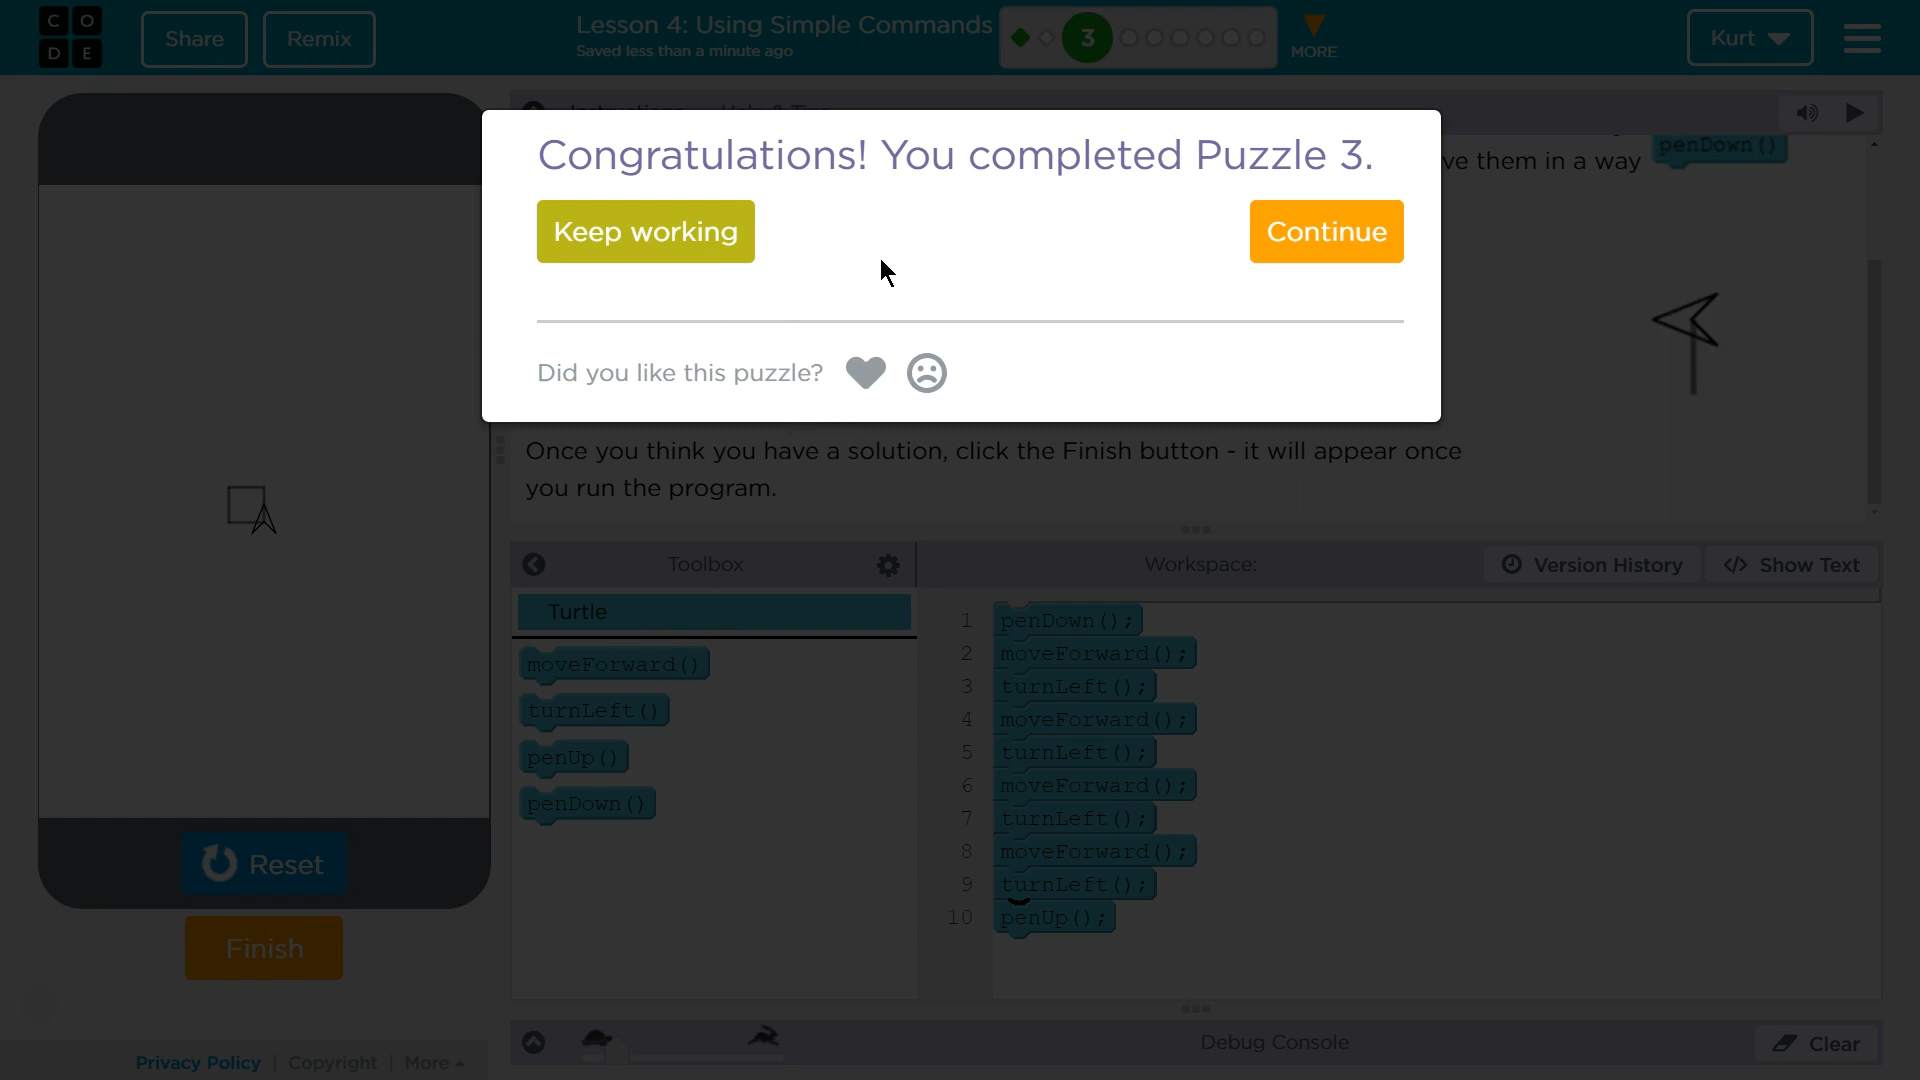 CODE
Share
Remix
Lesson 4: Using Simple Commands
Saved less than a minute ago
3
MORE
Kurt
Congratulations! You completed Puzzle 3.
Keep working
Continue
Did you like this puzzle?
ve them in a way
penDown()
Once you think you have a solution, click the Finish button - it will appear once
you run the program.
Toolbox
Workspace:
Version History
</> Show Text
Turtle
moveForward()
turnLeft()
penUp()
penDown()
1 penDown();
2 moveForward();
3 turnLeft();
4 moveForward();
5 turnLeft();
6 moveForward();
7 turnLeft();
8 moveForward();
9 turnLeft();
10 penUp();
Reset
Finish
Debug Console
Clear
Privacy Policy | Copyright | More